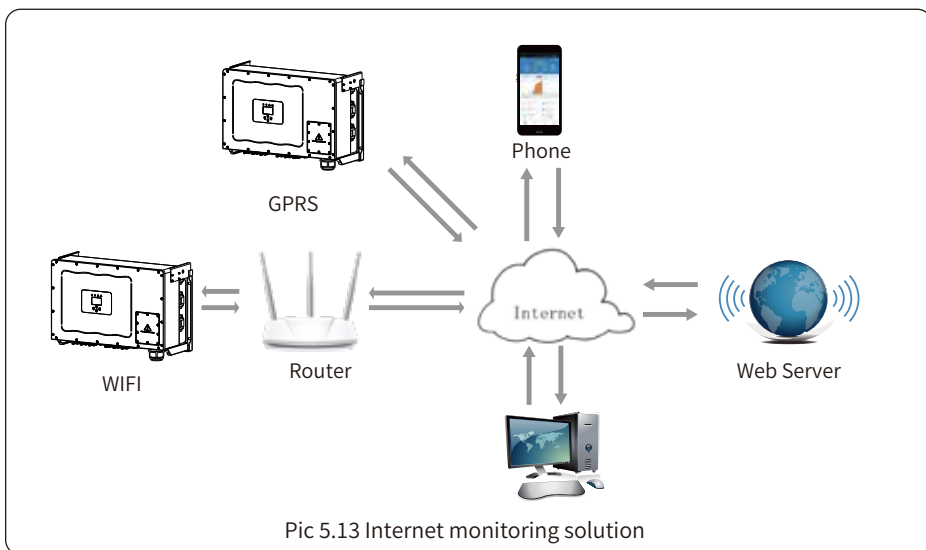 Phone
GPRS
Internet
WIFI
Router
Web Server
Pic 5.13 Internet monitoring solution